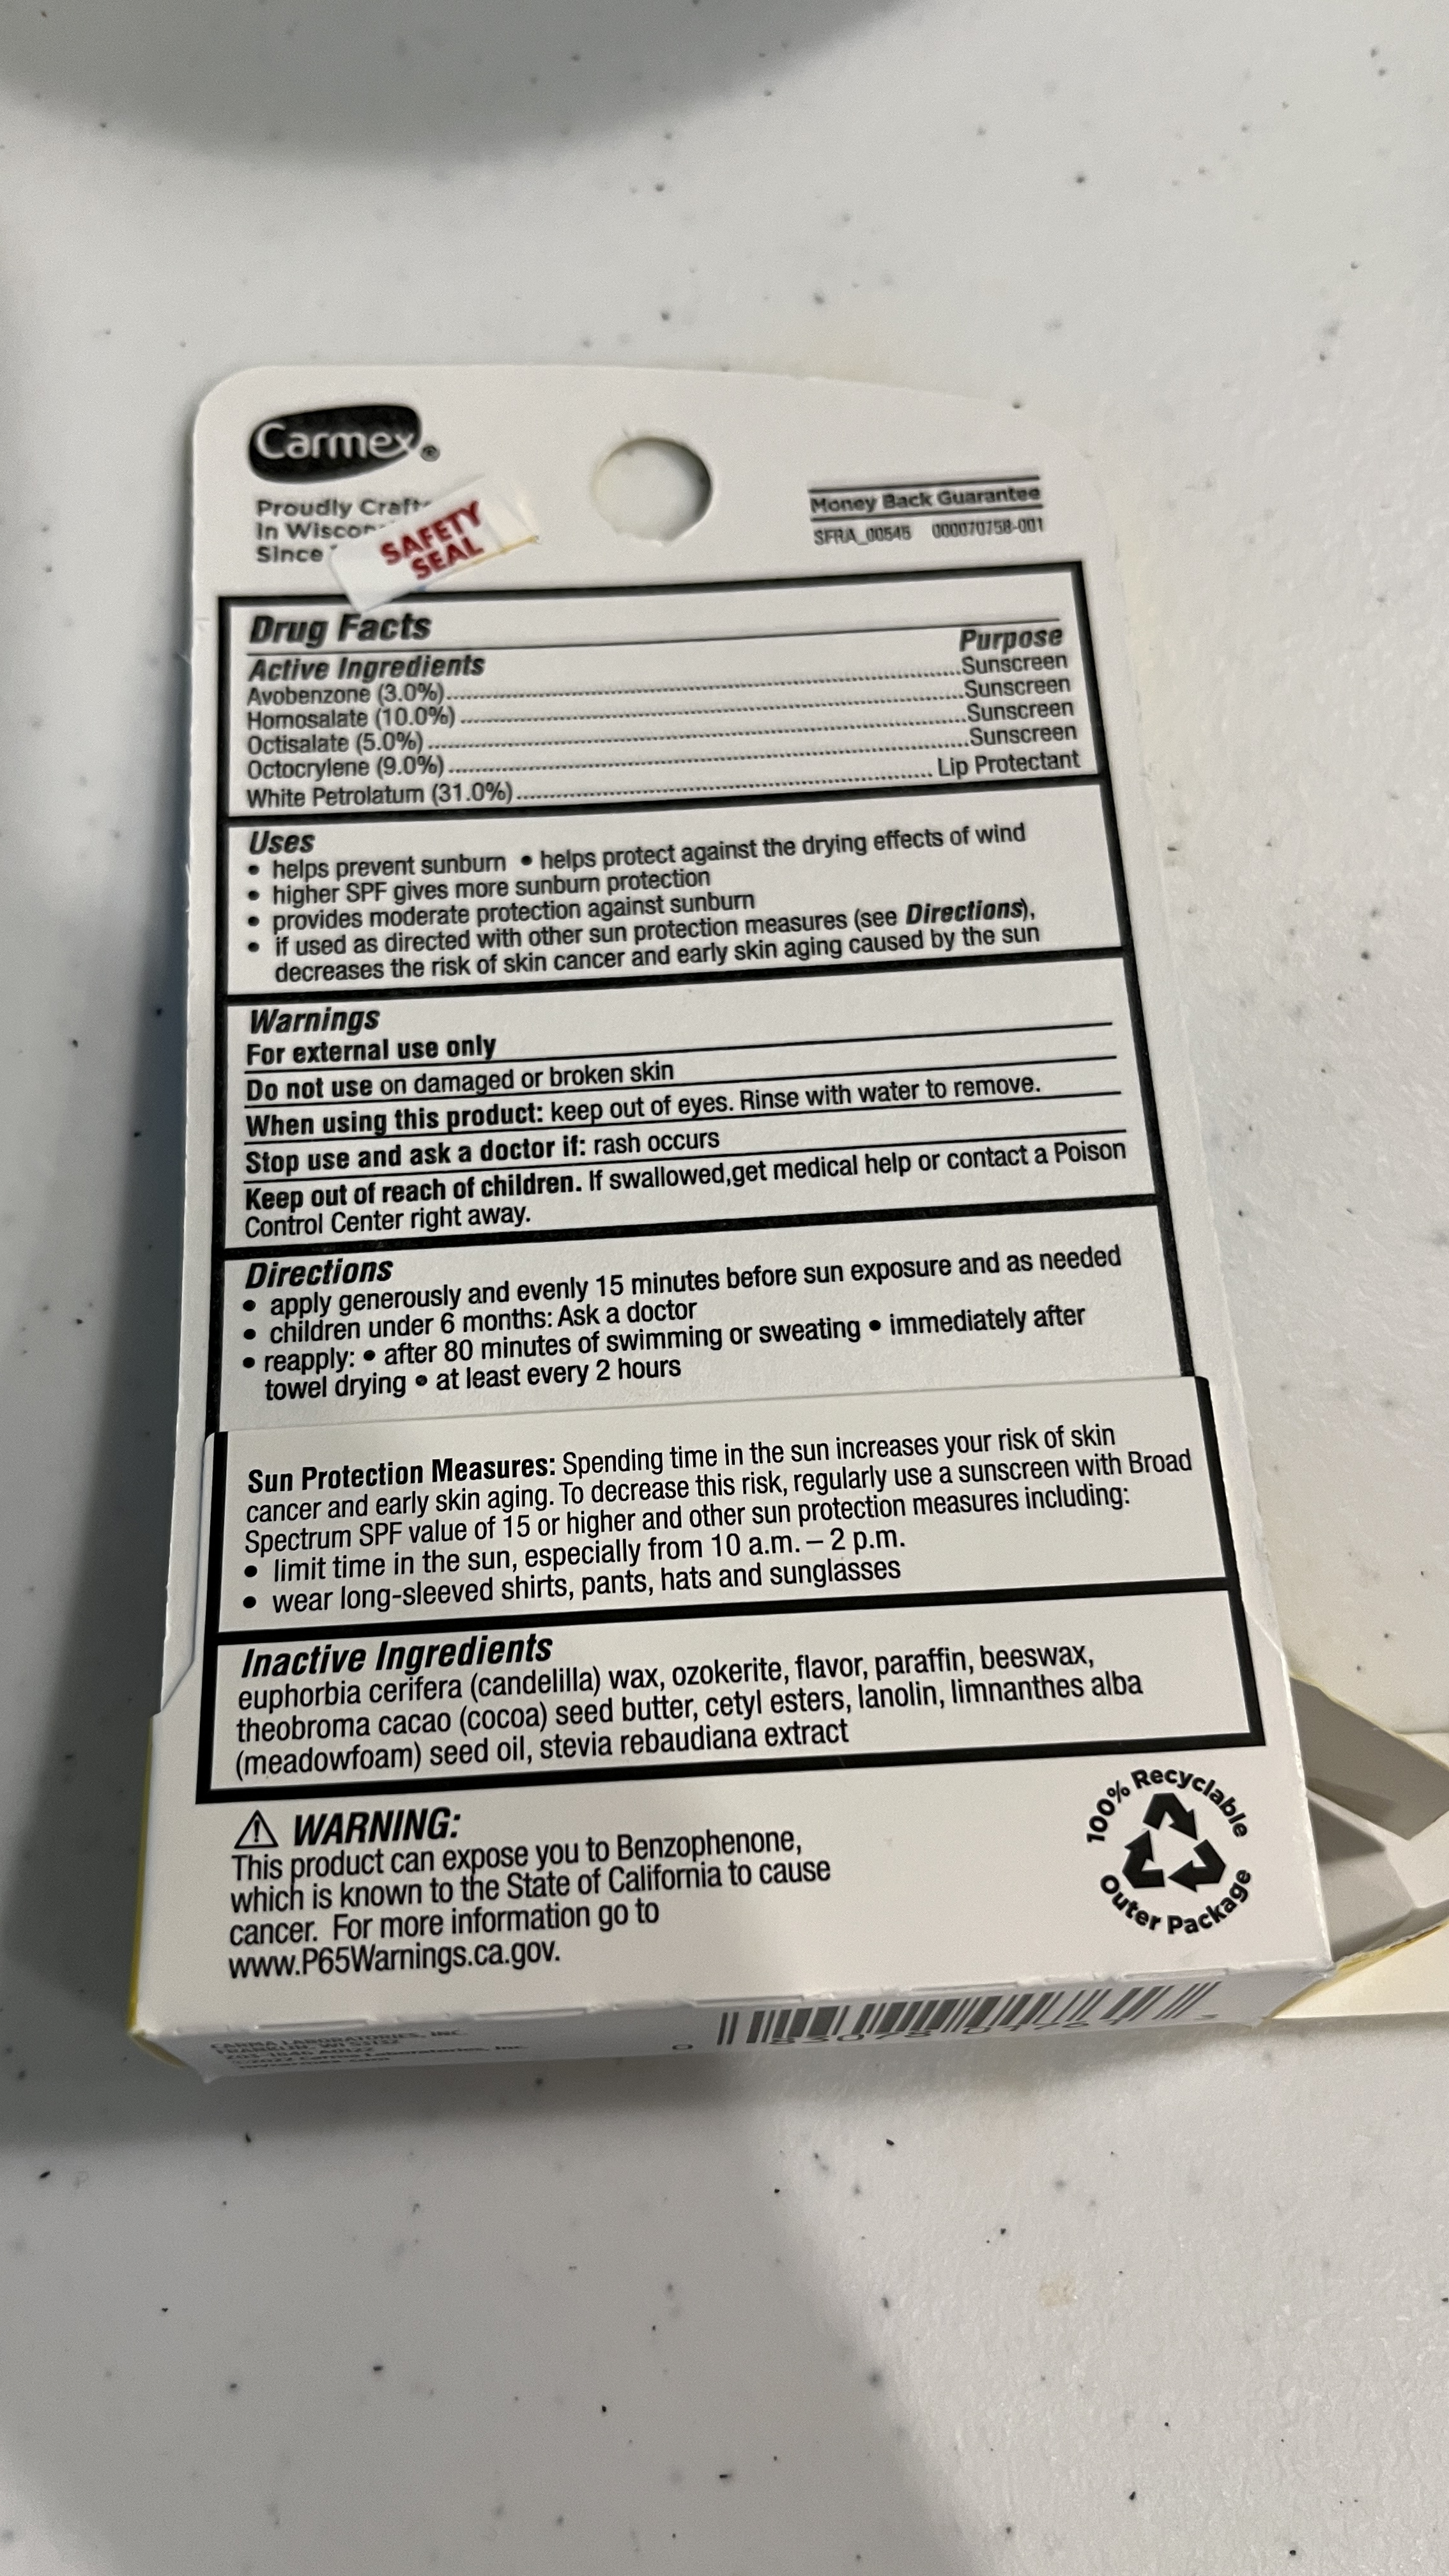 Carmex®
Proudly
In
Since
SAFETY
SEAL
Money Back Guarantee
SFRA_00545 000070758-001
Drug Facts
Active Ingredients Purpose
Avobenzone (3.0%)....Sunscreen
Homosalate (10.0%)....Sunscreen
Octisalate (5.0%)....Sunscreen
Octocrylene (9.0%)....Sunscreen
White Petrolatum (31.0%)....Lip Protectant
Uses
• helps prevent sunburn • helps protect against the drying effects of wind
• higher SPF gives more sunburn protection
• provides moderate protection against sunburn
• if used as directed with other sun protection measures (see Directions),
decreases the risk of skin cancer and early skin aging caused by the sun
Warnings
For external use only
Do not use on damaged or broken skin
When using this product: keep out of eyes. Rinse with water to remove.
Stop use and ask a doctor if: rash occurs
Keep out of reach of children. If swallowed,get medical help or contact a Poison
Control Center right away.
Directions
• apply generously and evenly 15 minutes before sun exposure and as needed
• children under 6 months: Ask a doctor
• reapply: • after 80 minutes of swimming or sweating • immediately after
towel drying • at least every 2 hours
Sun Protection Measures: Spending time in the sun increases your risk of skin
cancer and early skin aging. To decrease this risk, regularly use a sunscreen with Broad
Spectrum SPF value of 15 or higher and other sun protection measures including:
• limit time in the sun, especially from 10 a.m. – 2 p.m.
• wear long-sleeved shirts, pants, hats and sunglasses
Inactive Ingredients
euphorbia cerifera (candelilla) wax, ozokerite, flavor, paraffin, beeswax,
theobroma cacao (cocoa) seed butter, cetyl esters, lanolin, limnanthes alba
(meadowfoam) seed oil, stevia rebaudiana extract
⚠ WARNING:
This product can expose you to Benzophenone,
which is known to the State of California to cause
cancer. For more information go to
www.P65Warnings.ca.gov.
100% Recyclable
Outer Package
CARMA LABORATORIES, INC.
FRANKLIN, WI 53132
©2022 Carma Laboratories, Inc.